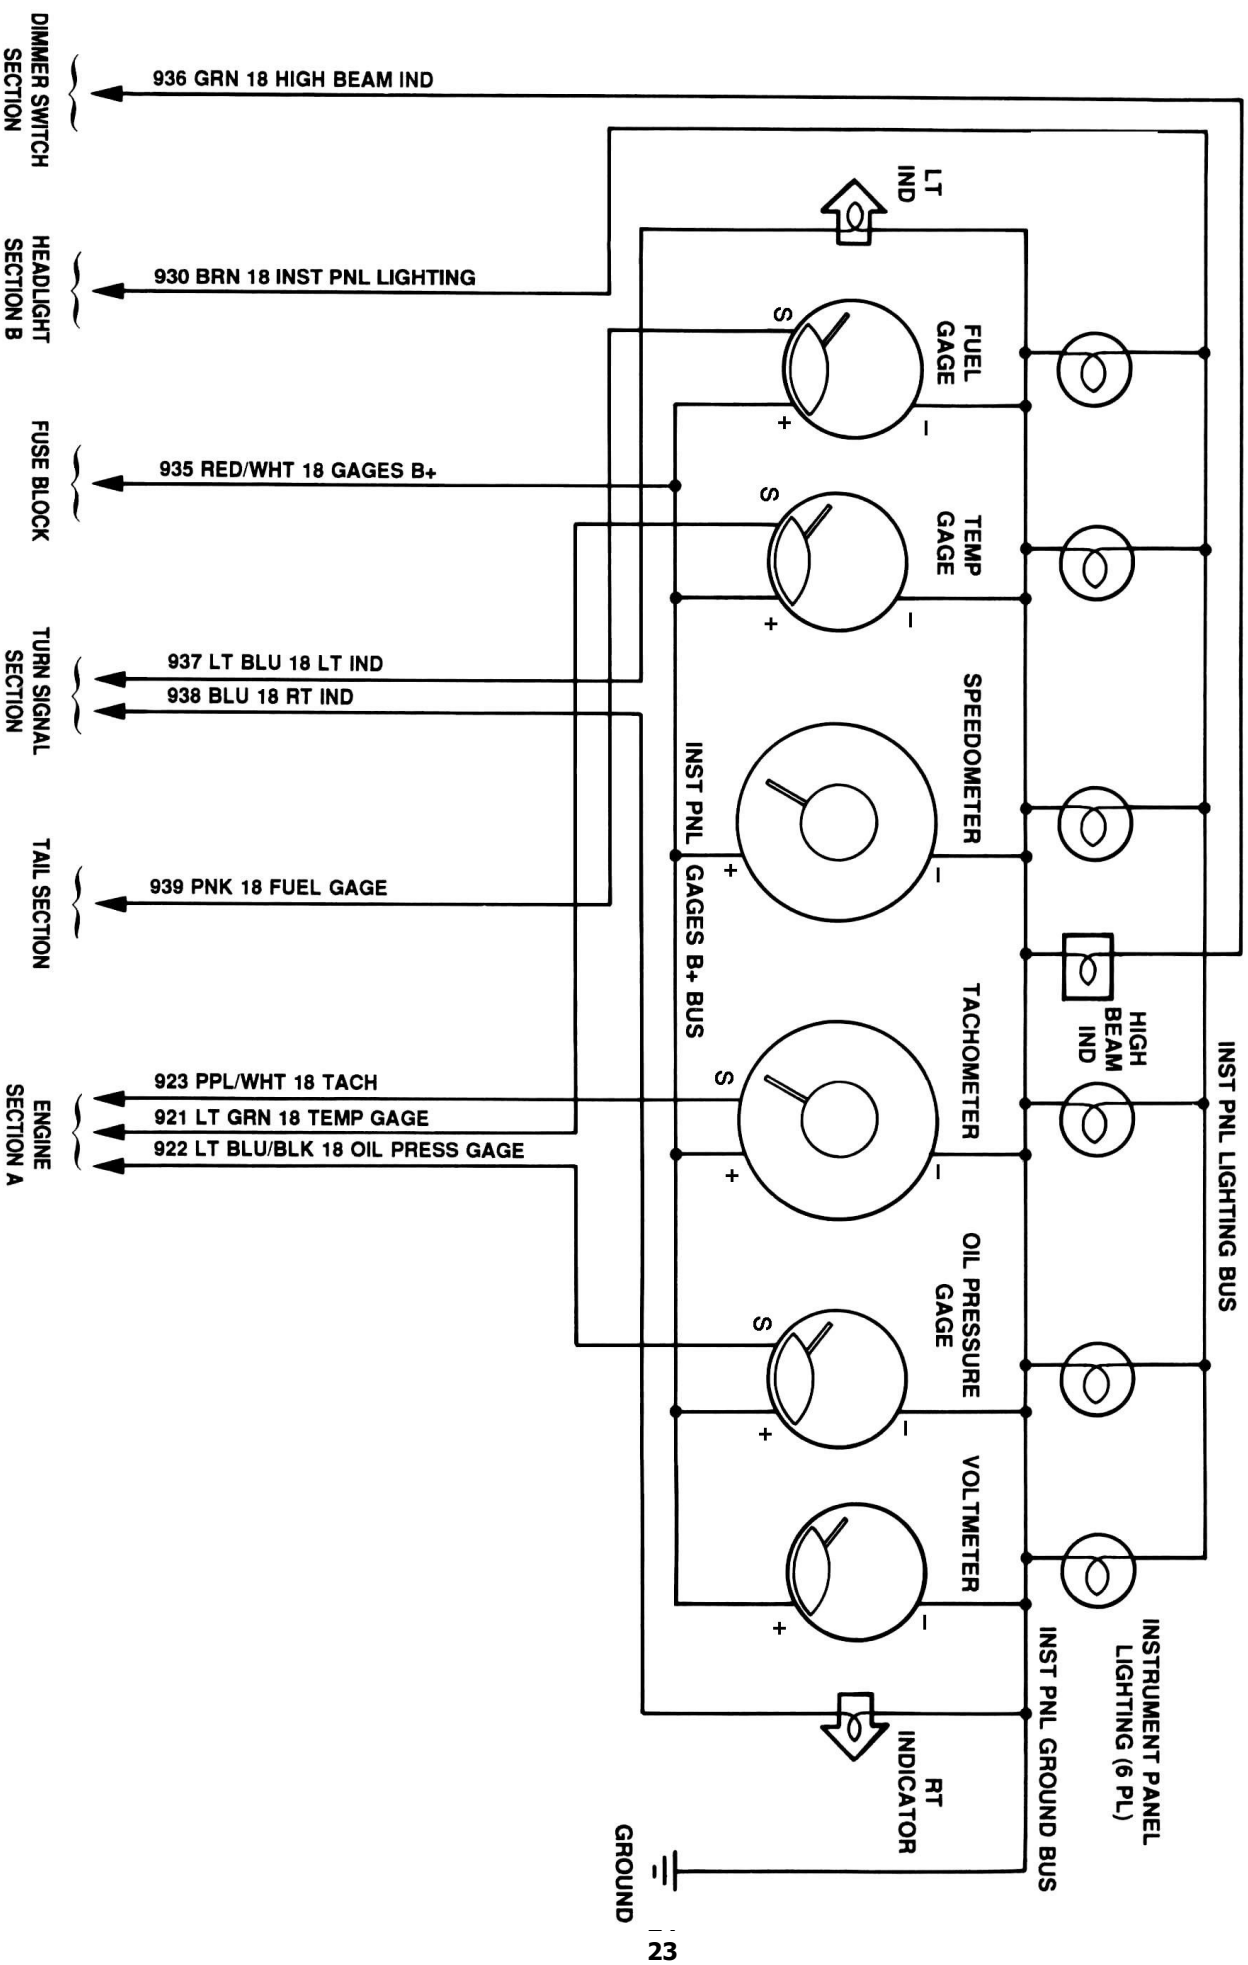 936 GRN 18 HIGH BEAM IND
DIMMER SWITCH
SECTION
930 BRN 18 INST PNL LIGHTING
HEADLIGHT
SECTION B
935 RED/WHT 18 GAGES B+
FUSE BLOCK
937 LT BLU 18 LT IND
938 BLU 18 RT IND
TURN SIGNAL
SECTION
939 PNK 18 FUEL GAGE
TAIL SECTION
923 PPL/WHT 18 TACH
921 LT GRN 18 TEMP GAGE
922 LT BLU/BLK 18 OIL PRESS GAGE
ENGINE
SECTION A
LT
IND
FUEL
GAGE
S
+
−
TEMP
GAGE
S
+
−
SPEEDOMETER
+
−
INST PNL GAGES B+ BUS
TACHOMETER
S
+
−
HIGH
BEAM
IND
INST PNL LIGHTING BUS
OIL PRESSURE
GAGE
S
+
−
VOLTMETER
+
−
INSTRUMENT PANEL
LIGHTING (6 PL)
INST PNL GROUND BUS
RT
INDICATOR
GROUND
23